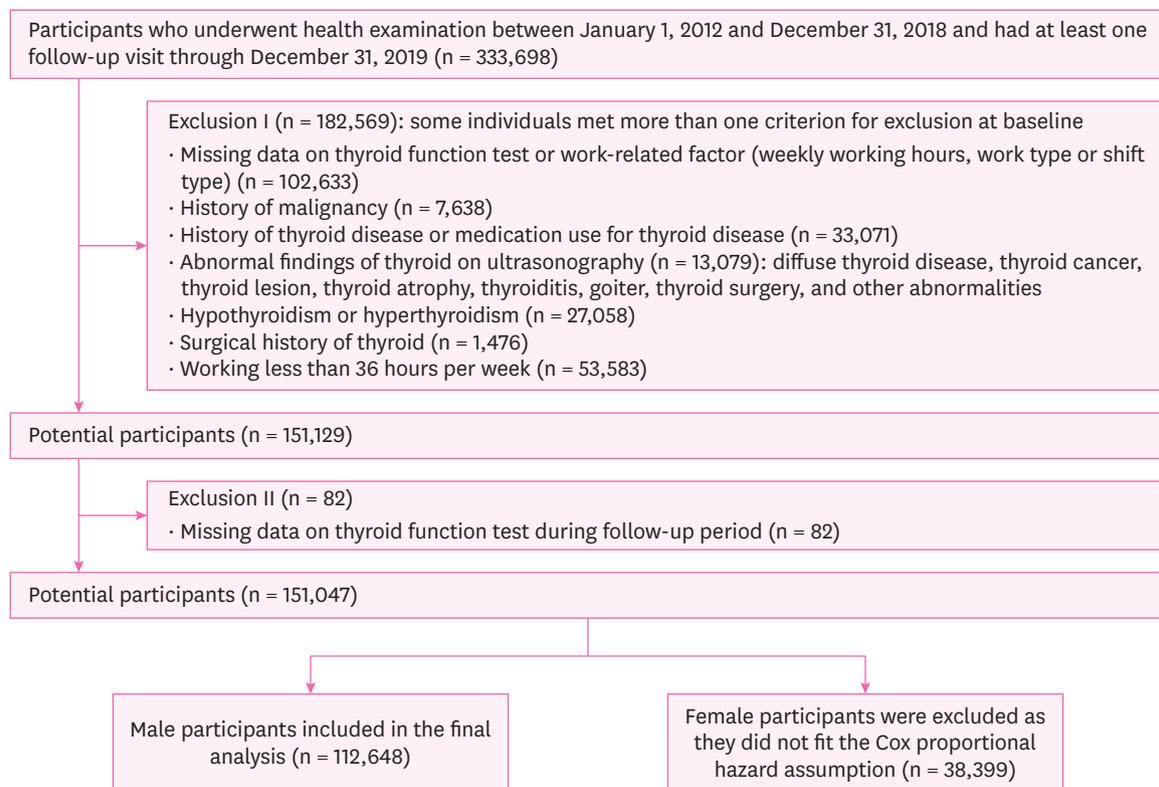 Participants who underwent health examination between January 1, 2012 and December 31, 2018 and had at least one
follow-up visit through December 31, 2019 (n = 333,698)
Exclusion I (n = 182,569): some individuals met more than one criterion for exclusion at baseline
· Missing data on thyroid function test or work-related factor (weekly working hours, work type or shift
type) (n = 102,633)
· History of malignancy (n = 7,638)
· History of thyroid disease or medication use for thyroid disease (n = 33,071)
· Abnormal findings of thyroid on ultrasonography (n = 13,079): diffuse thyroid disease, thyroid cancer,
thyroid lesion, thyroid atrophy, thyroiditis, goiter, thyroid surgery, and other abnormalities
· Hypothyroidism or hyperthyroidism (n = 27,058)
· Surgical history of thyroid (n = 1,476)
· Working less than 36 hours per week (n = 53,583)
Potential participants (n = 151,129)
Exclusion II (n = 82)
· Missing data on thyroid function test during follow-up period (n = 82)
Potential participants (n = 151,047)
Male participants included in the final
analysis (n = 112,648)
Female participants were excluded as
they did not fit the Cox proportional
hazard assumption (n = 38,399)